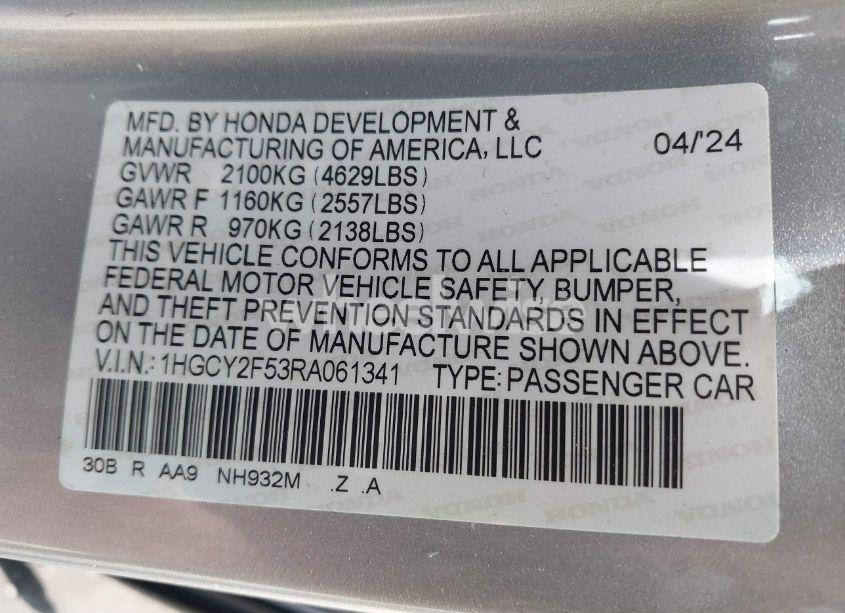 MFD. BY HONDA DEVELOPMENT &
MANUFACTURING OF AMERICA, LLC 04/'24
GVWR 2100KG (4629LBS)
GAWR F 1160KG (2557LBS)
GAWR R 970KG (2138LBS)
THIS VEHICLE CONFORMS TO ALL APPLICABLE
FEDERAL MOTOR VEHICLE SAFETY, BUMPER,
AND THEFT PREVENTION STANDARDS IN EFFECT
ON THE DATE OF MANUFACTURE SHOWN ABOVE.
V.I.N.: 1HGCY2F53RA061341 TYPE: PASSENGER CAR
30B R AA9 NH932M .Z .A